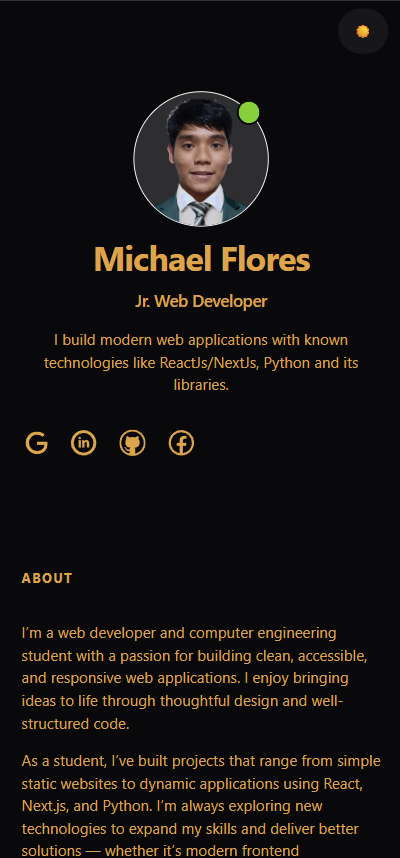 Michael Flores
Jr. Web Developer
I build modern web applications with known
technologies like ReactJs/NextJs, Python and its
libraries.
ABOUT
I’m a web developer and computer engineering
student with a passion for building clean, accessible,
and responsive web applications. I enjoy bringing
ideas to life through thoughtful design and well-
structured code.
As a student, I’ve built projects that range from simple
static websites to dynamic applications using React,
Next.js, and Python. I’m always exploring new
technologies to expand my skills and deliver better
solutions — whether it’s modern frontend